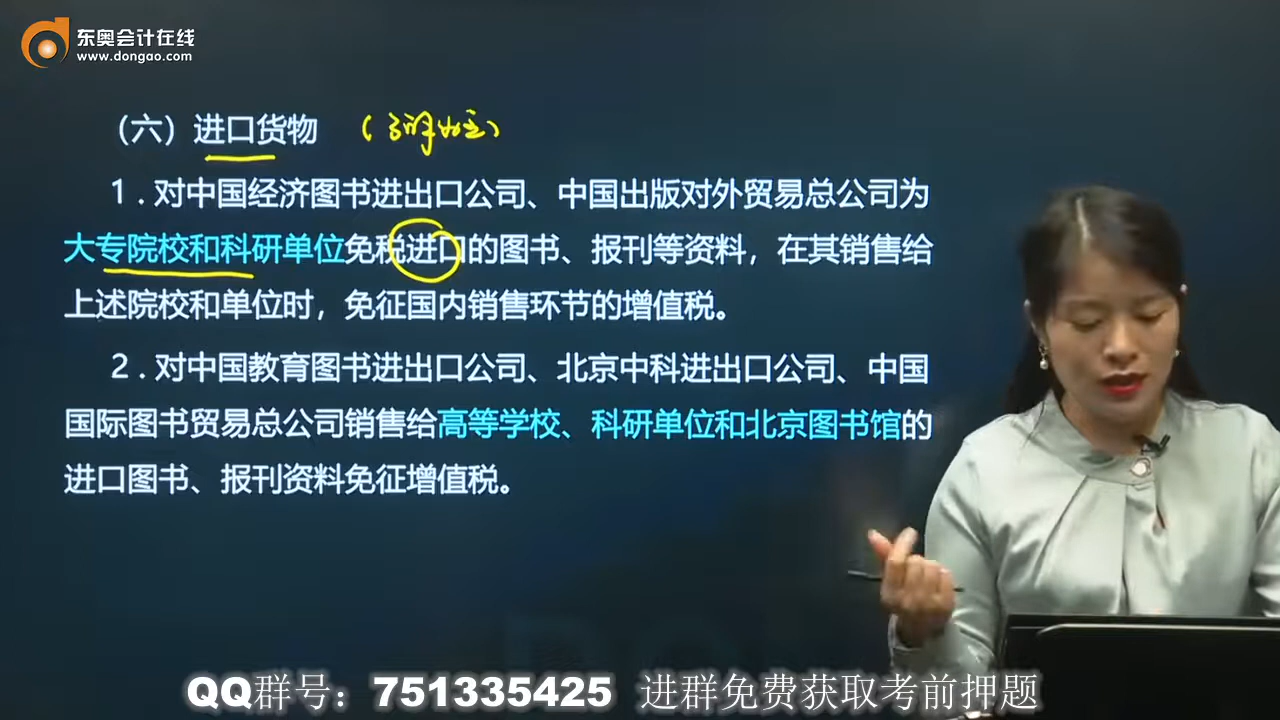 东奥会计在线
www.dongao.com
（六）进口货物
1．对中国经济图书进出口公司、中国出版对外贸易总公司为
大专院校和科研单位免税进口的图书、报刊等资料，在其销售给
上述院校和单位时，免征国内销售环节的增值税。
2．对中国教育图书进出口公司、北京中科进出口公司、中国
国际图书贸易总公司销售给高等学校、科研单位和北京图书馆的
进口图书、报刊资料免征增值税。
QQ群号：751335425 进群免费获取考前押题